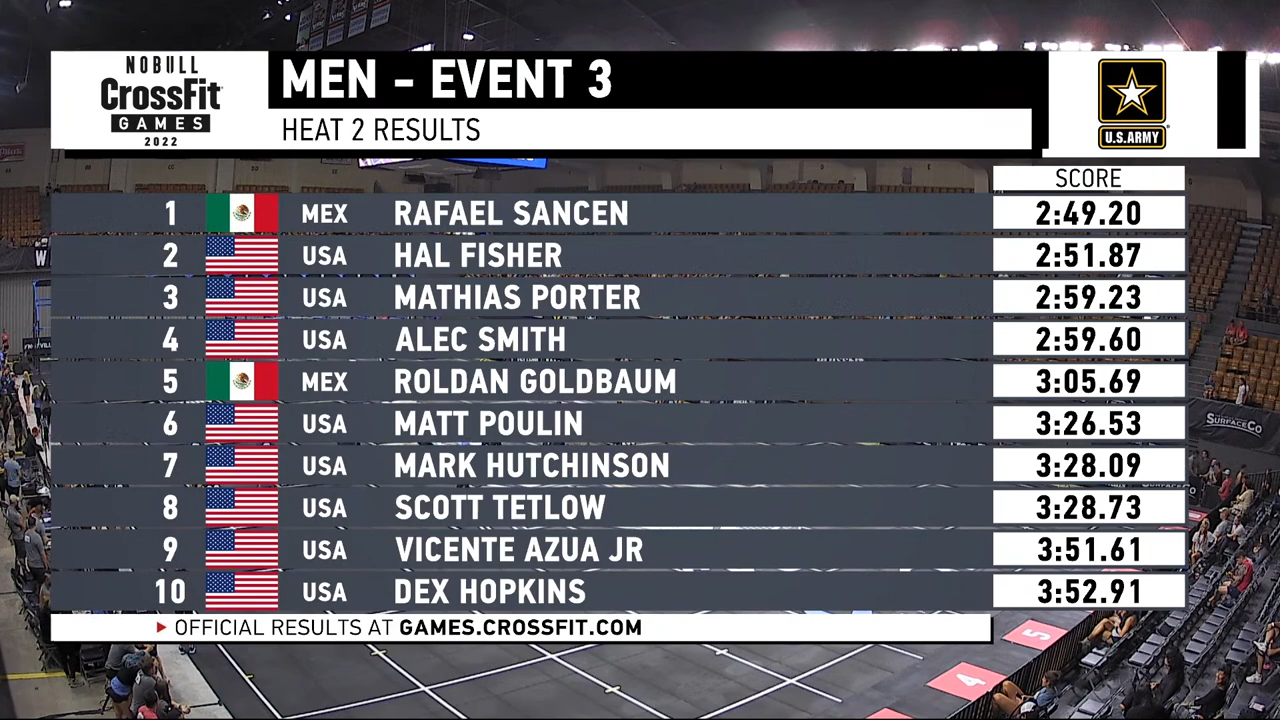 NOBULL
CrossFit
GAMES
2022
MEN - EVENT 3
HEAT 2 RESULTS
U.S.ARMY
SCORE
1 MEX RAFAEL SANCEN 2:49.20
2 USA HAL FISHER 2:51.87
3 USA MATHIAS PORTER 2:59.23
4 USA ALEC SMITH 2:59.60
5 MEX ROLDAN GOLDBAUM 3:05.69
6 USA MATT POULIN 3:26.53
7 USA MARK HUTCHINSON 3:28.09
8 USA SCOTT TETLOW 3:28.73
9 USA VICENTE AZUA JR 3:51.61
10 USA DEX HOPKINS 3:52.91
OFFICIAL RESULTS AT GAMES.CROSSFIT.COM
SURFACECO
5
4